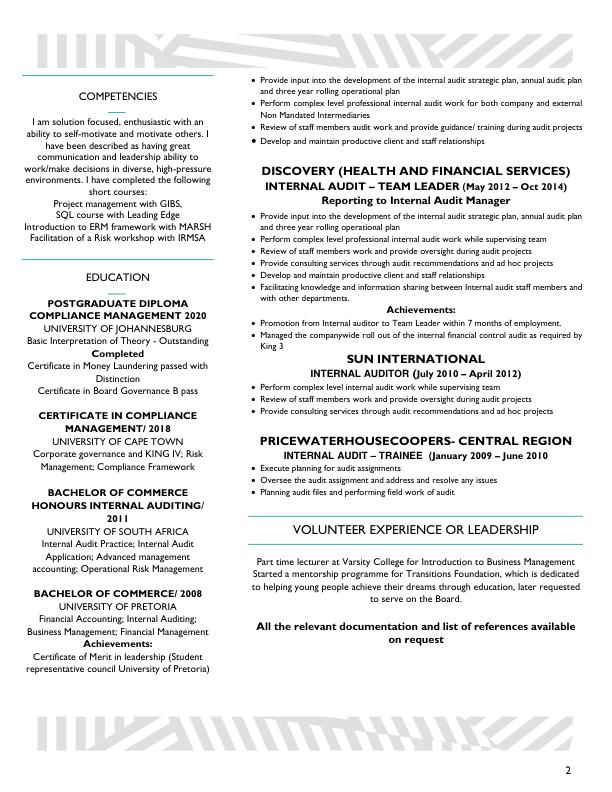 COMPETENCIES
I am solution focused, enthusiastic with an
ability to self-motivate and motivate others. I
have been described as having great
communication and leadership ability to
work/make decisions in diverse, high-pressure
environments. I have completed the following
short courses:
Project management with GIBS,
SQL course with Leading Edge
Introduction to ERM framework with MARSH
Facilitation of a Risk workshop with IRMSA
EDUCATION
POSTGRADUATE DIPLOMA
COMPLIANCE MANAGEMENT 2020
UNIVERSITY OF JOHANNESBURG
Basic Interpretation of Theory - Outstanding
Completed
Certificate in Money Laundering passed with
Distinction
Certificate in Board Governance B pass
CERTIFICATE IN COMPLIANCE
MANAGEMENT/ 2018
UNIVERSITY OF CAPE TOWN
Corporate governance and KING IV; Risk
Management; Compliance Framework
BACHELOR OF COMMERCE
HONOURS INTERNAL AUDITING/
2011
UNIVERSITY OF SOUTH AFRICA
Internal Audit Practice; Internal Audit
Application; Advanced management
accounting; Operational Risk Management
BACHELOR OF COMMERCE/ 2008
UNIVERSITY OF PRETORIA
Financial Accounting; Internal Auditing;
Business Management; Financial Management
Achievements:
Certificate of Merit in leadership (Student
representative council University of Pretoria)
• Provide input into the development of the internal audit strategic plan, annual audit plan
and three year rolling operational plan
• Perform complex level professional internal audit work for both company and external
Non Mandated Intermediaries
• Review of staff members audit work and provide guidance/ training during audit projects
• Develop and maintain productive client and staff relationships
DISCOVERY (HEALTH AND FINANCIAL SERVICES)
INTERNAL AUDIT – TEAM LEADER (May 2012 – Oct 2014)
Reporting to Internal Audit Manager
• Provide input into the development of the internal audit strategic plan, annual audit plan
and three year rolling operational plan
• Perform complex level professional internal audit work while supervising team
• Review of staff members work and provide oversight during audit projects
• Provide consulting services through audit recommendations and ad hoc projects
• Develop and maintain productive client and staff relationships
• Facilitating knowledge and information sharing between Internal audit staff members and
with other departments.
Achievements:
• Promotion from Internal auditor to Team Leader within 7 months of employment.
• Managed the companywide roll out of the internal financial control audit as required by
King 3
SUN INTERNATIONAL
INTERNAL AUDITOR (July 2010 – April 2012)
• Perform complex level internal audit work while supervising team
• Review of staff members work and provide oversight during audit projects
• Provide consulting services through audit recommendations and ad hoc projects
PRICEWATERHOUSECOOPERS- CENTRAL REGION
INTERNAL AUDIT – TRAINEE (January 2009 – June 2010
• Execute planning for audit assignments
• Oversee the audit assignment and address and resolve any issues
• Planning audit files and performing field work of audit
VOLUNTEER EXPERIENCE OR LEADERSHIP
Part time lecturer at Varsity College for Introduction to Business Management
Started a mentorship programme for Transitions Foundation, which is dedicated
to helping young people achieve their dreams through education, later requested
to serve on the Board.
All the relevant documentation and list of references available
on request
2